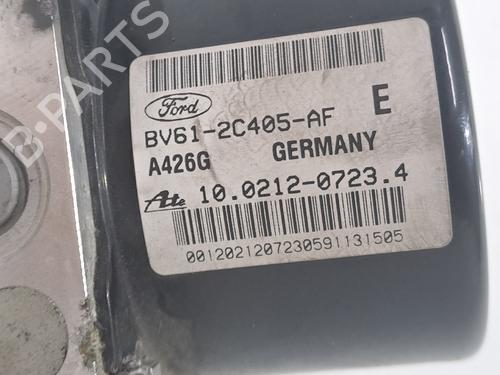 B-PARTS
Ford
E
BV61-2C405-AF
A426G GERMANY
Ate 10.0212-0723.4
0012021207230591131505